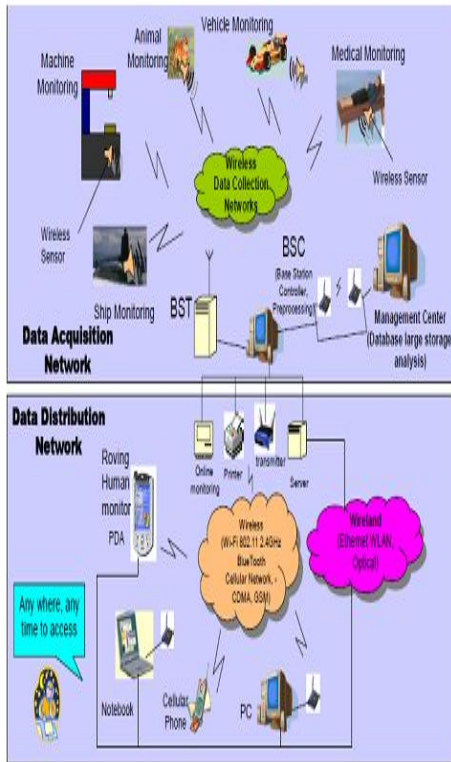 Vehicle Monitoring
Animal
Monitoring
Medical Monitoring
Machine
Monitoring
Wireless
Data Collection
Networks
Wireless Sensor
Wireless
Sensor
Ship Monitoring
BST
BSC
(Base Station
Controller,
Preprocessing)
Management Center
(Database large storage
analysis)
Data Acquisition
Network
Data Distribution
Network
Online
monitoring
Printer
transmitter
Server
Roving
Human
monitor
PDA
Wireless
(Wi-Fi 802.11 2.4GHz
BlueTooth
Cellular Network, -
CDMA, GSM)
Wireland
(Ethernet WLAN,
Optical)
Any where, any
time to access
Notebook
Cellular
Phone
PC